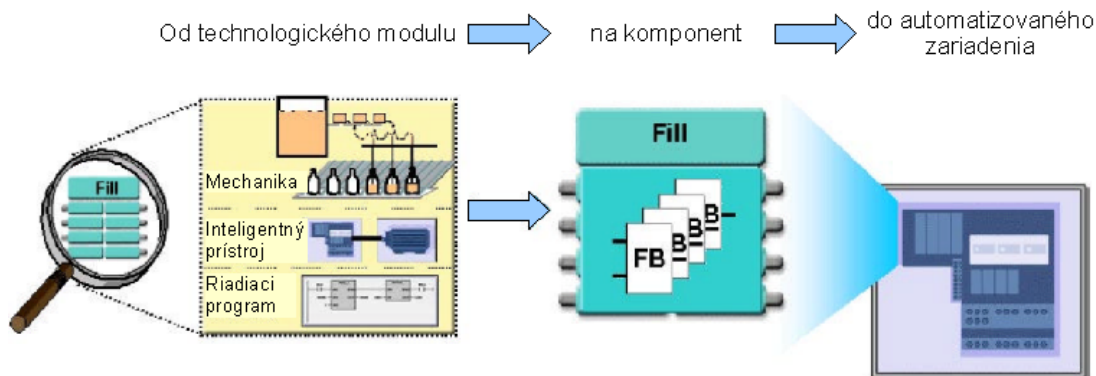 Od technologického modulu
na komponent
do automatizovaného
zariadenia
Fill
Mechanika
Inteligentný
prístroj
Riadiaci
program
Fill
FB
B
B
B